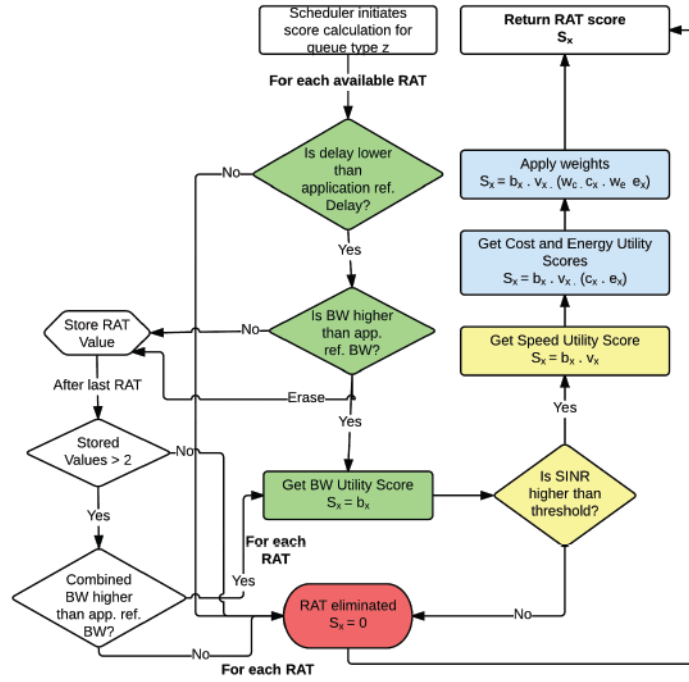 Scheduler initiates
score calculation for
queue type z
Return RAT score
Sₓ
For each available RAT
Is delay lower
than
application ref.
Delay?
No
Yes
Apply weights
Sₓ = bₓ . vₓ . (w꜀ . cₓ . wₑ eₓ)
Get Cost and Energy Utility
Scores
Sₓ = bₓ . vₓ . (cₓ . eₓ)
Is BW higher
than app.
ref. BW?
No
Store RAT
Value
Get Speed Utility Score
Sₓ = bₓ . vₓ
After last RAT
Erase
Yes
Yes
Stored
Values > 2
No
Get BW Utility Score
Sₓ = bₓ
Is SINR
higher than
threshold?
Yes
For each
RAT
Yes
Combined
BW higher
than app. ref.
BW?
RAT eliminated
Sₓ = 0
No
No
For each RAT